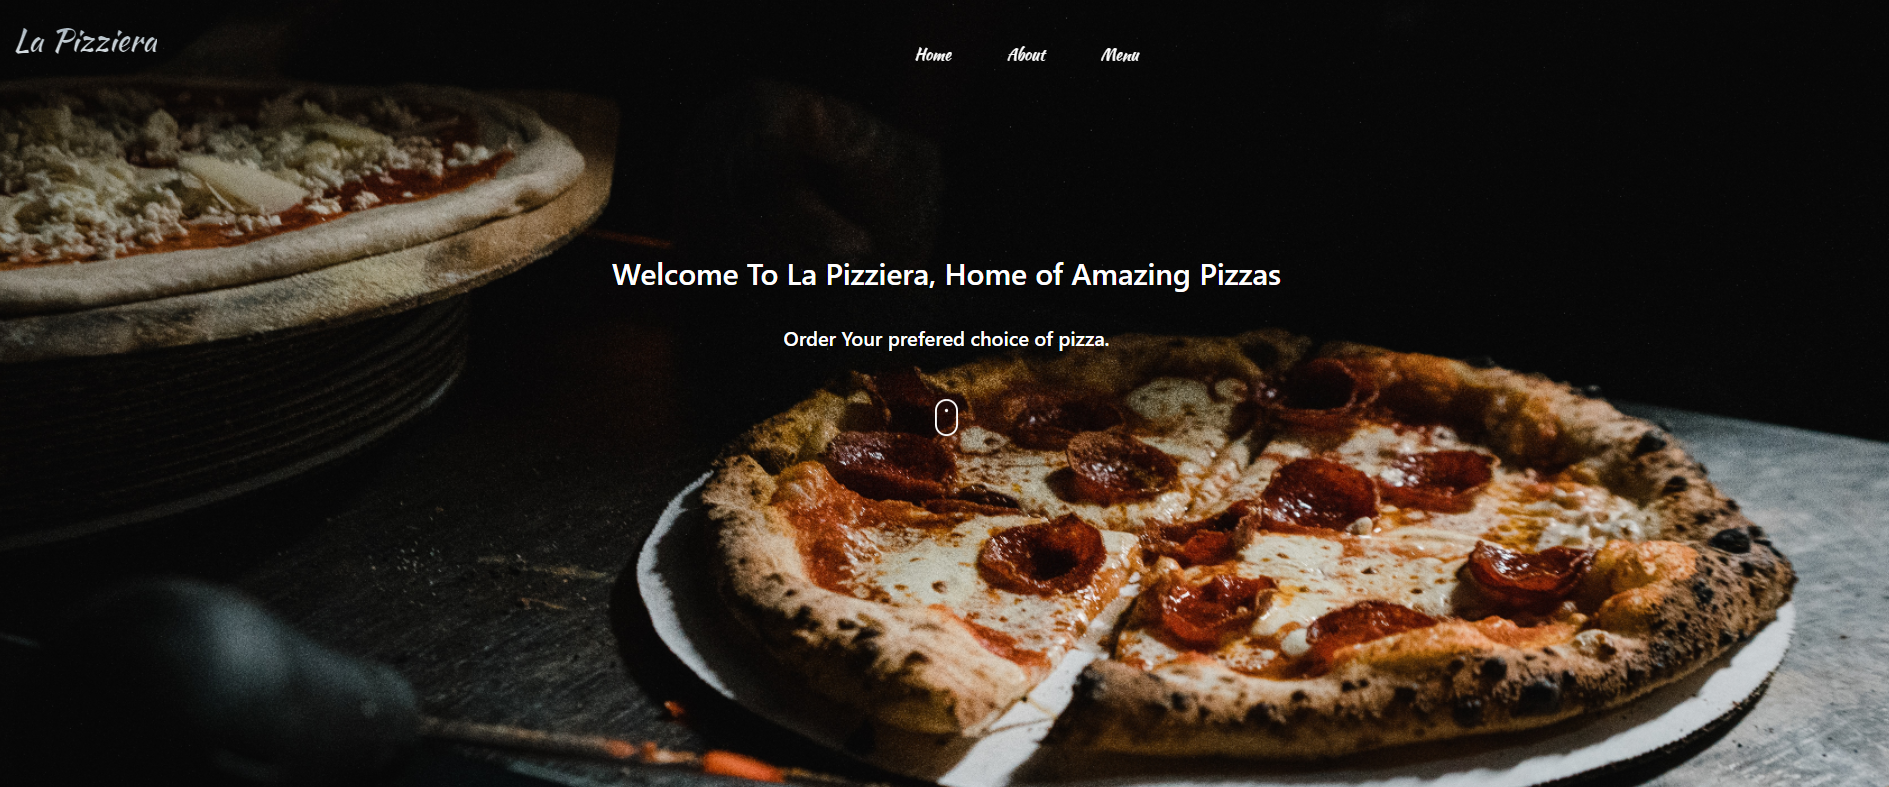 La Pizziera
Home About Menu
Welcome To La Pizziera, Home of Amazing Pizzas
Order Your prefered choice of pizza.